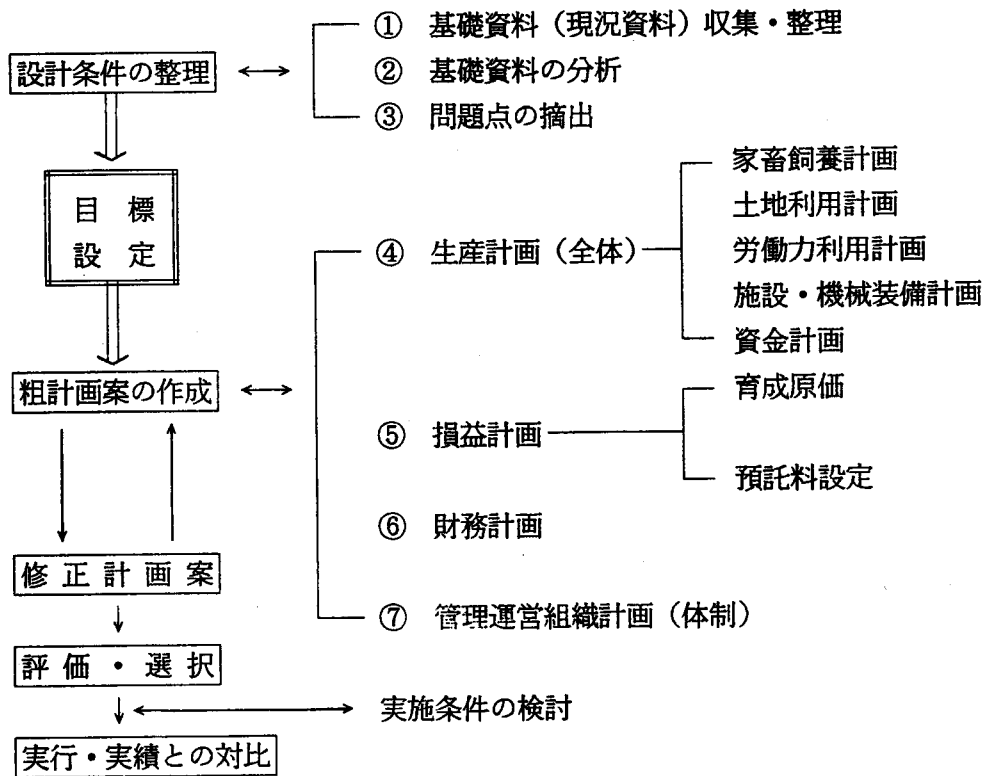 ① 基礎資料（現況資料）収集・整理
設計条件の整理
② 基礎資料の分析
③ 問題点の摘出
目標
設定
家畜飼養計画
土地利用計画
④ 生産計画（全体）
労働力利用計画
施設・機械装備計画
資金計画
粗計画案の作成
育成原価
⑤ 損益計画
預託料設定
⑥ 財務計画
修正計画案
⑦ 管理運営組織計画（体制）
評価・選択
実施条件の検討
実行・実績との対比